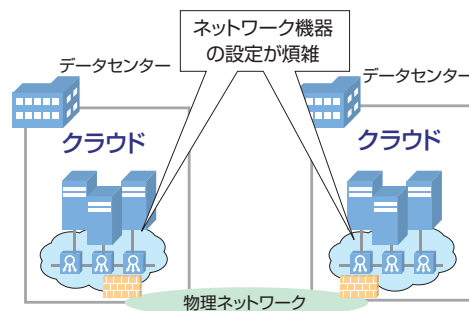 ネットワーク機器
の設定が煩雑
データセンター
データセンター
クラウド
クラウド
物理ネットワーク